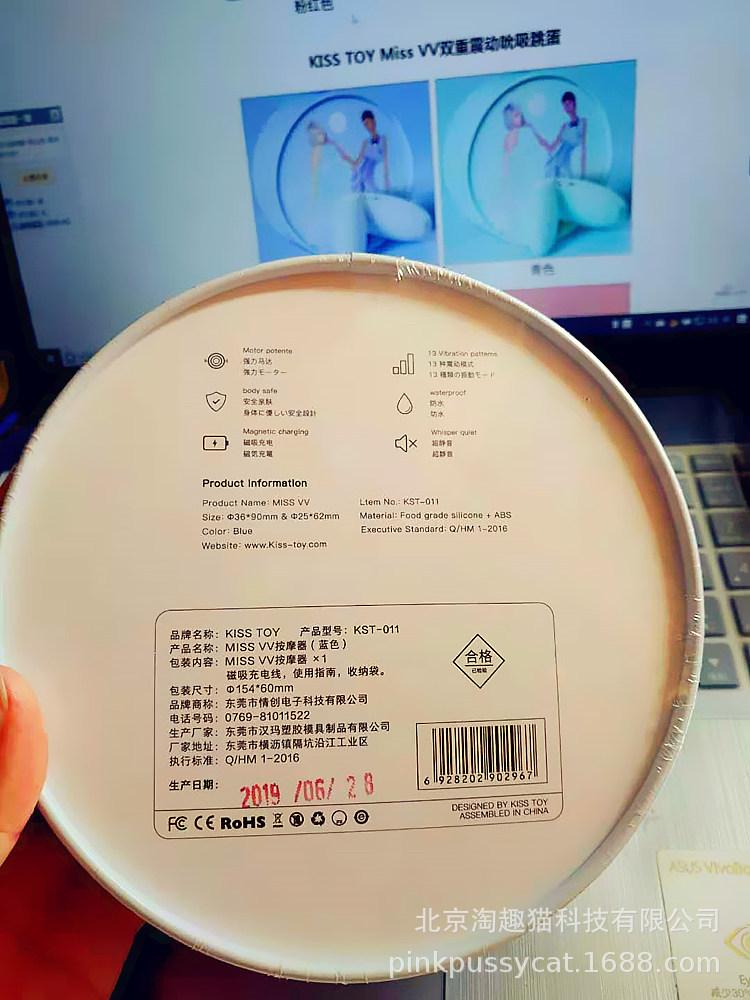 粉红色
KISS TOY Miss VV双重震动吮吸跳蛋
青色
Motor potente
强力马达
强力モーター
13 Vibration patterns
13 种震动模式
13 種類の振動モード
body safe
安全亲肤
身体に優しい安全設計
waterproof
防水
防水
Magnetic charging
磁吸充电
磁気充電
Whisper quiet
超静音
超静音
Product Information
Product Name: MISS VV
Ltem No.: KST-011
Size: Φ36*90mm & Φ25*62mm
Material: Food grade silicone + ABS
Color: Blue
Executive Standard: Q/HM 1-2016
Website: www.Kiss-toy.com
品牌名称: KISS TOY 产品型号: KST-011
产品名称: MISS VV按摩器 (蓝色)
包装内容: MISS VV按摩器 ×1
磁吸充电线, 使用指南, 收纳袋。
包装尺寸: Φ154*60mm
品牌商称: 东莞市情创电子科技有限公司
电话号码: 0769-81011522
生产厂家: 东莞市汉玛塑胶模具制品有限公司
厂家地址: 东莞市横沥镇隔坑沿江工业区
执行标准: Q/HM 1-2016
生产日期: 2019 /06/ 28
合格
已检验
6 928202 902967
FC CE RoHS
DESIGNED BY KISS TOY
ASSEMBLED IN CHINA
ASUS VivoBo
减少30%
北京淘趣猫科技有限公司
pinkpussycat.1688.com